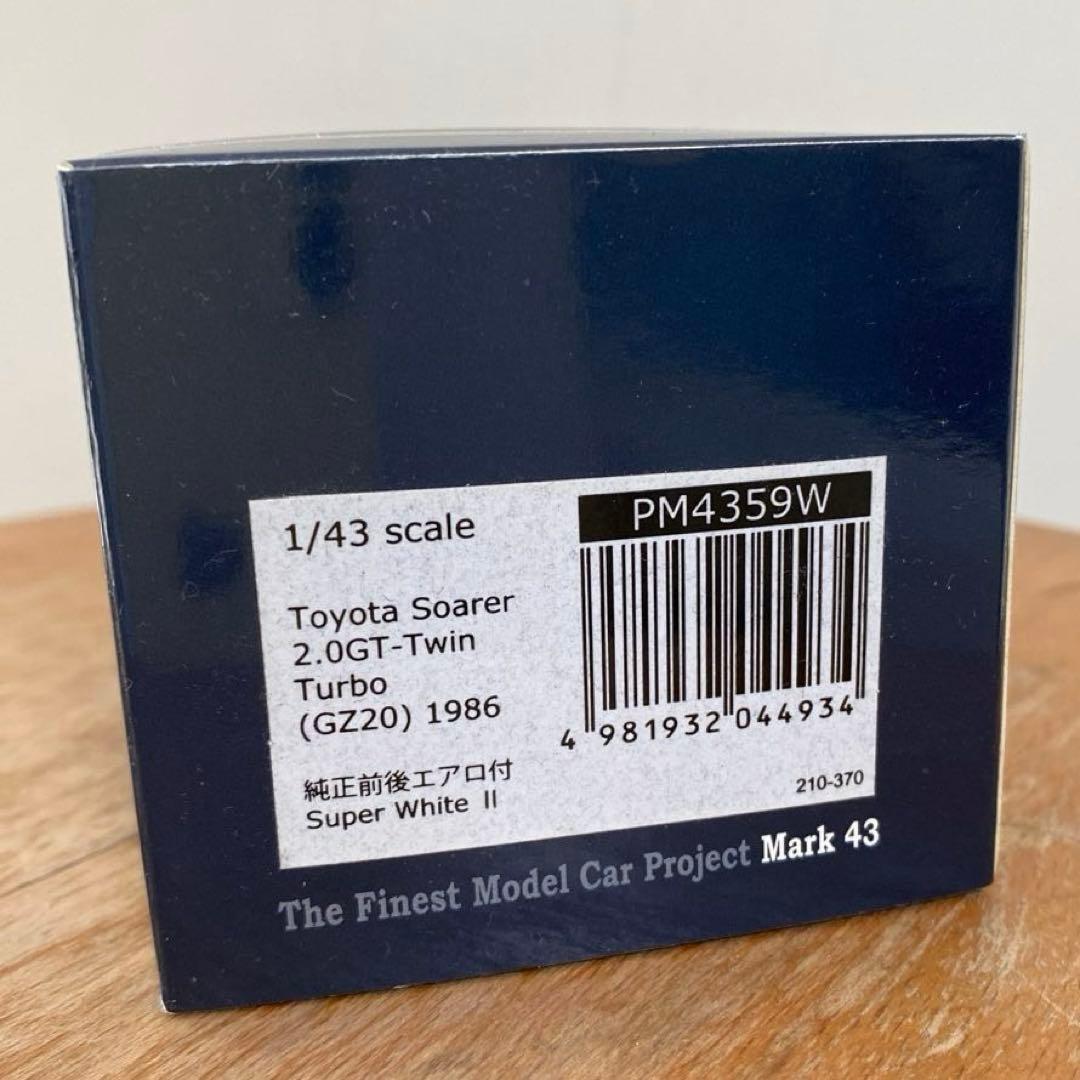 1/43 scale
PM4359W
Toyota Soarer
2.0GT-Twin
Turbo
(GZ20) 1986
4 981932 044934
純正前後エアロ付
Super White Ⅱ
210-370
The Finest Model Car Project Mark 43